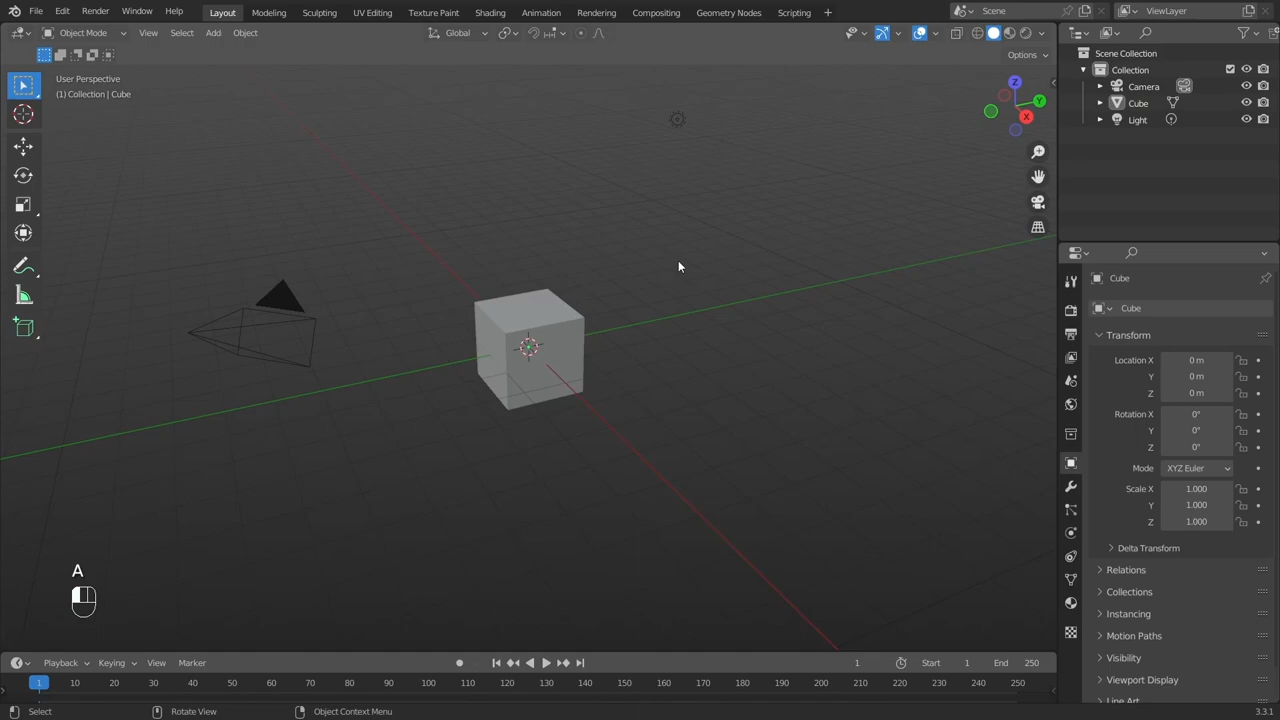 File Edit Render Window Help Layout Modeling Sculpting UV Editing Texture Paint Shading Animation Rendering Compositing Geometry Nodes Scripting + Scene ViewLayer
Object Mode View Select Add Object Global
Options
User Perspective
(1) Collection | Cube
Z
Y
X
Scene Collection
Collection
Camera
Cube
Light
Cube
Cube
Transform
Location X 0 m
Y 0 m
Z 0 m
Rotation X 0°
Y 0°
Z 0°
Mode XYZ Euler
Scale X 1.000
Y 1.000
Z 1.000
Delta Transform
Relations
Collections
Instancing
Motion Paths
Visibility
Viewport Display
Line Art
A
Playback Keying View Marker 1 Start 1 End 250
1 10 20 30 40 50 60 70 80 90 100 110 120 130 140 150 160 170 180 190 200 210 220 230 240 250
Select Rotate View Object Context Menu 3.3.1